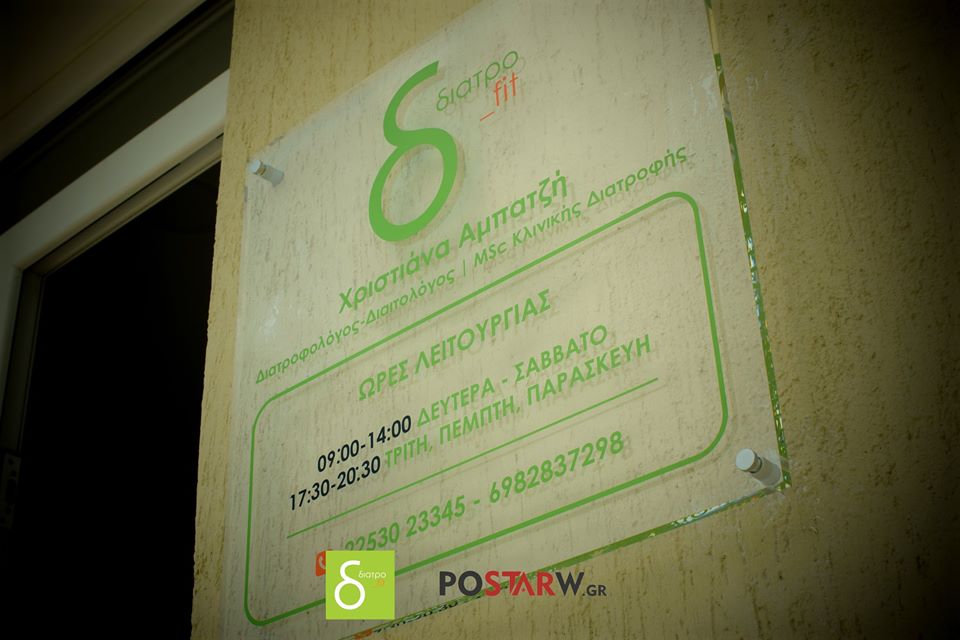 δ
διατρο
_fit
Χριστιάνα Αμπατζή
Διατροφολόγος-Διαιτολόγος | MSc Κλινικής Διατροφής
ΩΡΕΣ ΛΕΙΤΟΥΡΓΙΑΣ
09:00-14:00 ΔΕΥΤΕΡΑ - ΣΑΒΒΑΤΟ
17:30-20:30 ΤΡΙΤΗ, ΠΕΜΠΤΗ, ΠΑΡΑΣΚΕΥΗ
22530 23345 - 6982837298
δ διατρο
POSTARW.GR